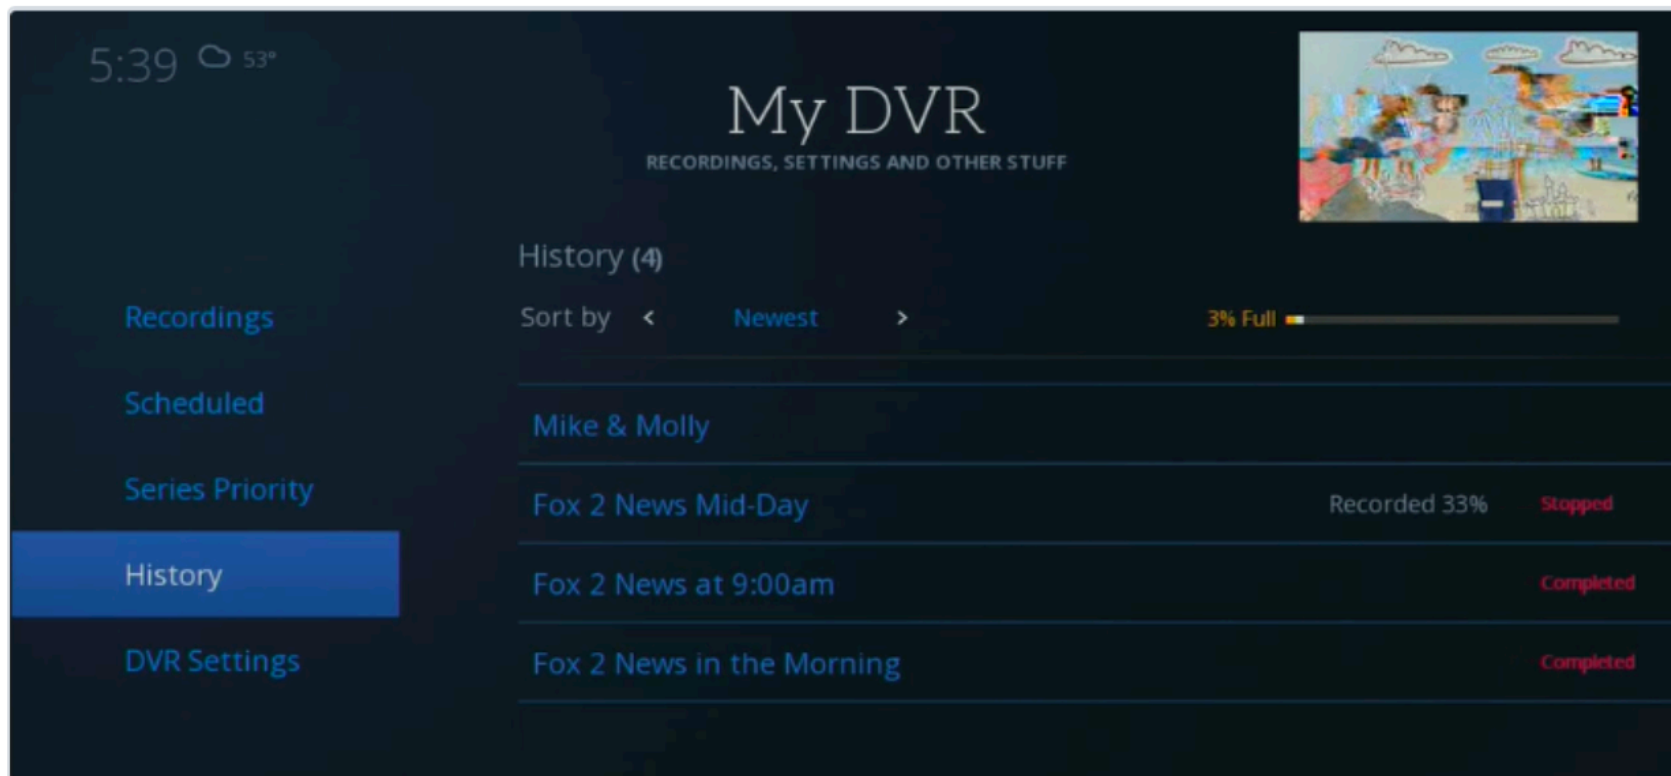 5:39 53°
My DVR
RECORDINGS, SETTINGS AND OTHER STUFF
History (4)
Recordings
Sort by < Newest > 3% Full
Scheduled
Mike & Molly
Series Priority
Fox 2 News Mid-Day Recorded 33% Stopped
History
Fox 2 News at 9:00am Completed
DVR Settings
Fox 2 News in the Morning Completed